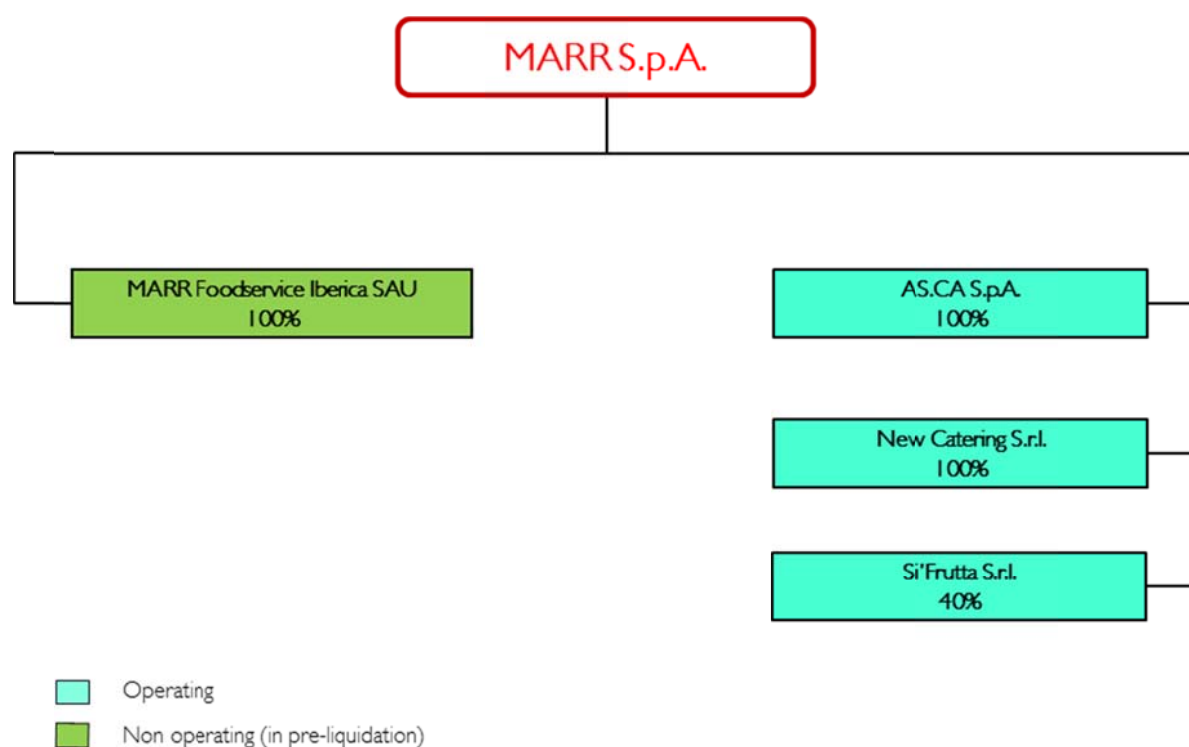 MARR S.p.A.
MARR Foodservice Iberica SAU
100%
AS.CA S.p.A.
100%
New Catering S.r.l.
100%
Si'Frutta S.r.l.
40%
Operating
Non operating (in pre-liquidation)